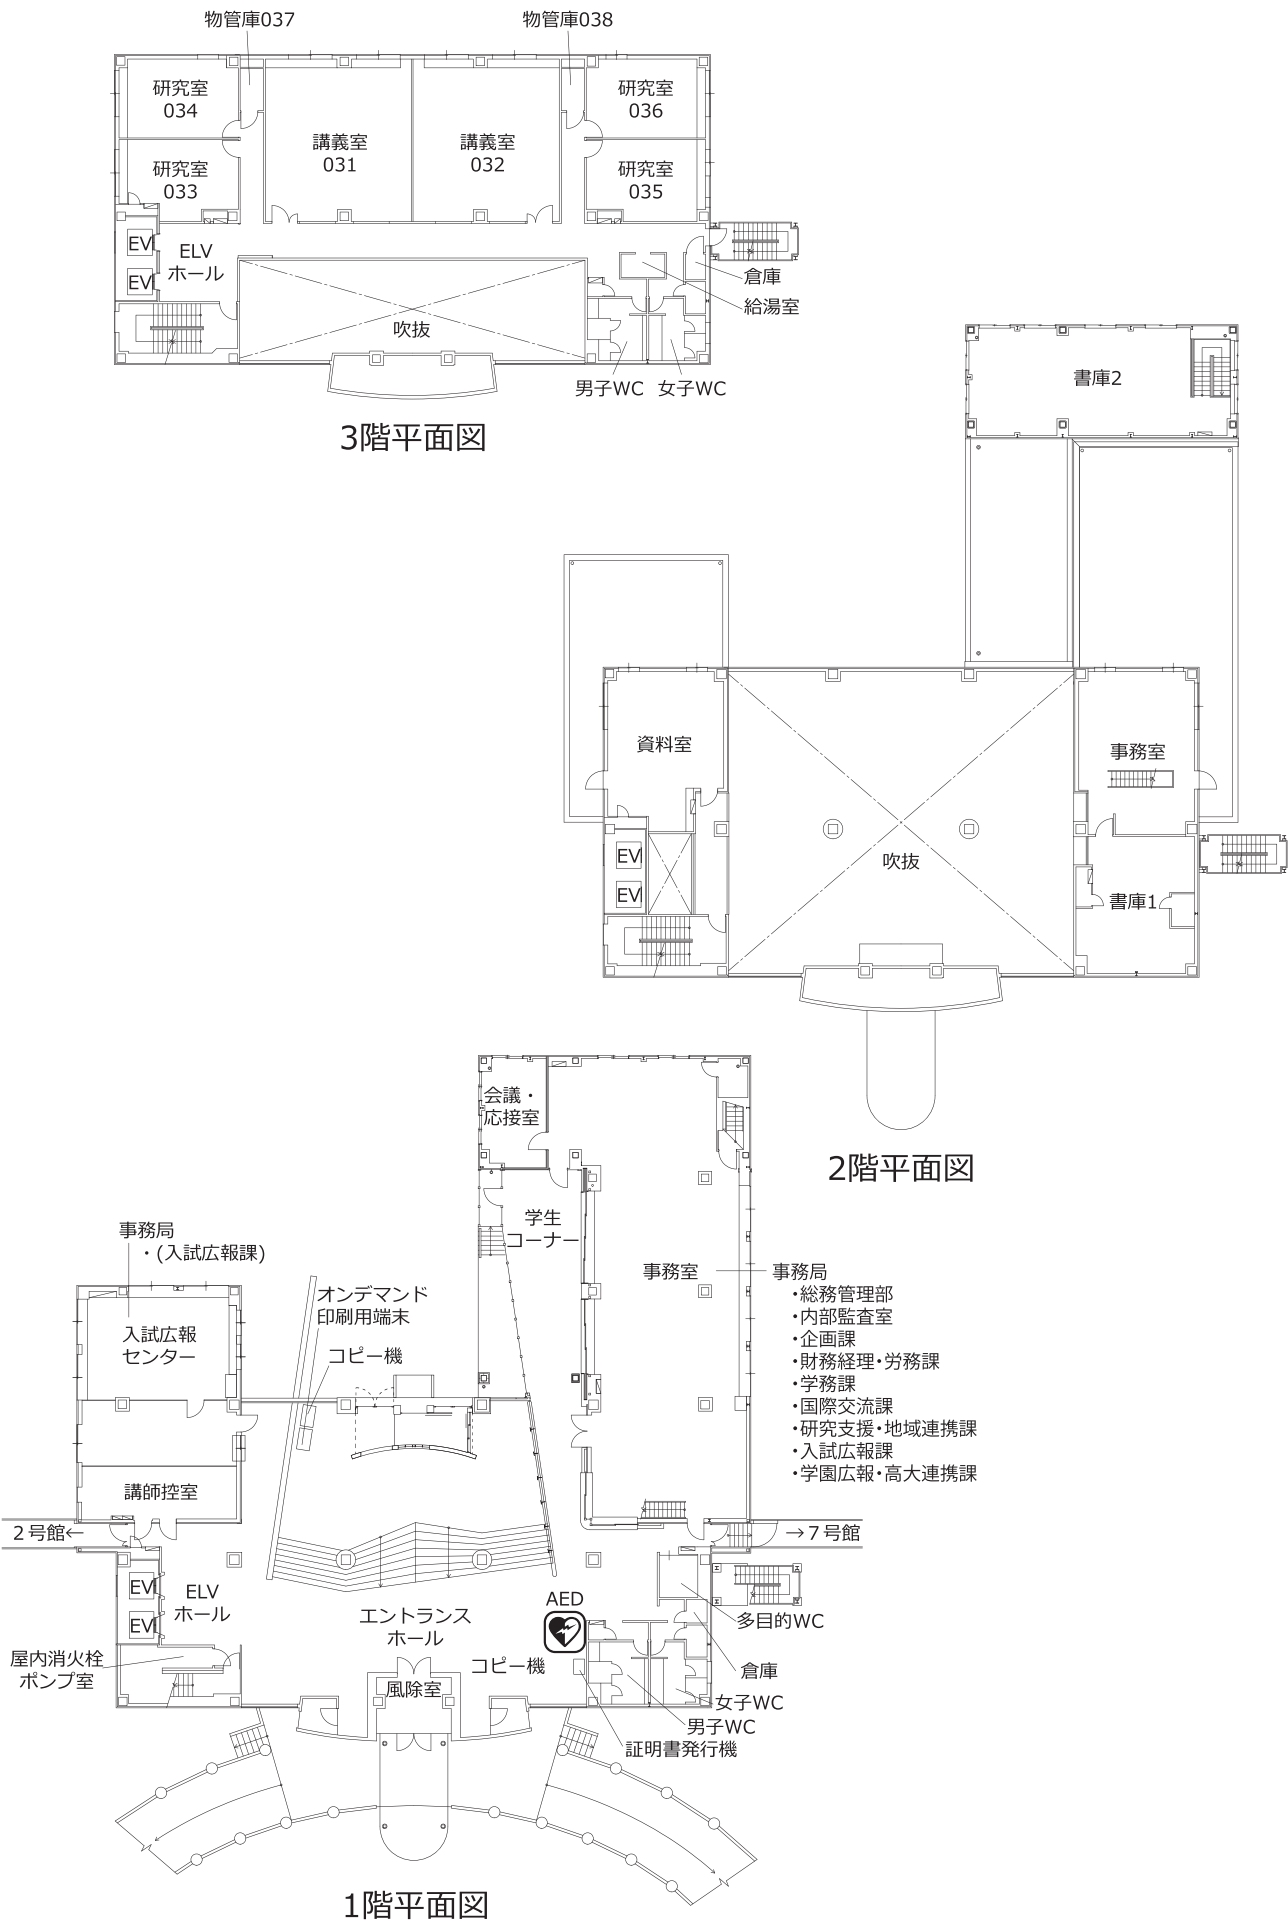 物管庫037
物管庫038
研究室
034
研究室
036
講義室
031
講義室
032
研究室
033
研究室
035
EV
EV
ELV
ホール
倉庫
給湯室
吹抜
男子WC
女子WC
3階平面図
書庫2
資料室
事務室
EV
EV
吹抜
書庫1
2階平面図
会議・
応接室
学生
コーナー
事務局
・(入試広報課)
オンデマンド
印刷用端末
コピー機
入試広報
センター
事務室
事務局
・総務管理部
・内部監査室
・企画課
・財務経理・労務課
・学務課
・国際交流課
・研究支援・地域連携課
・入試広報課
・学園広報・高大連携課
講師控室
2号館←
→7号館
EV
EV
ELV
ホール
AED
エントランス
ホール
多目的WC
屋内消火栓
ポンプ室
コピー機
倉庫
風除室
女子WC
男子WC
証明書発行機
1階平面図